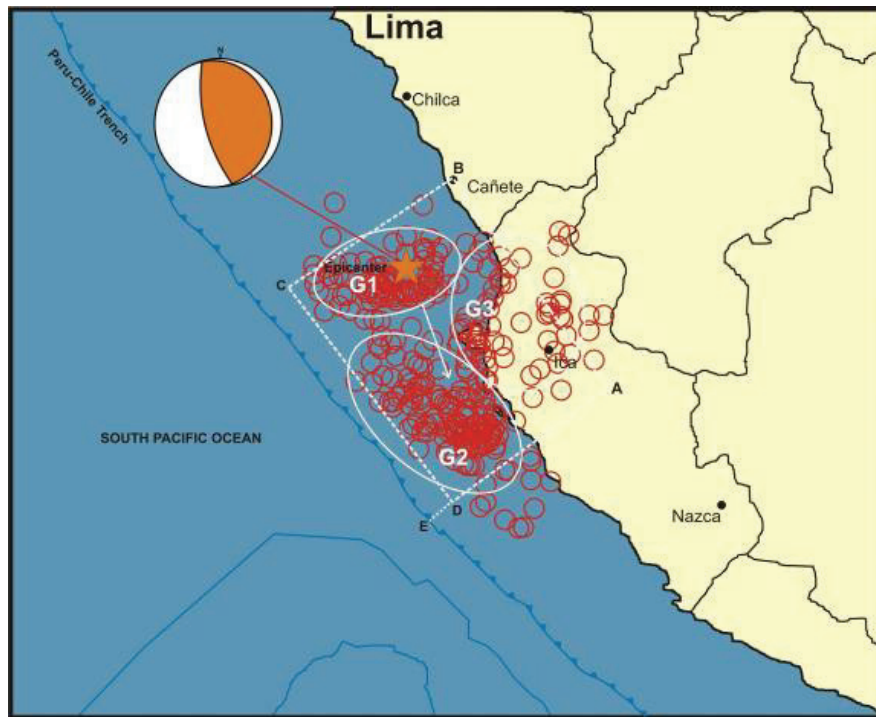 Lima
N
Peru-Chile Trench
Chilca
B
Cañete
Epicenter
C
G1
G3
Ica
A
SOUTH PACIFIC OCEAN
G2
D
E
Nazca